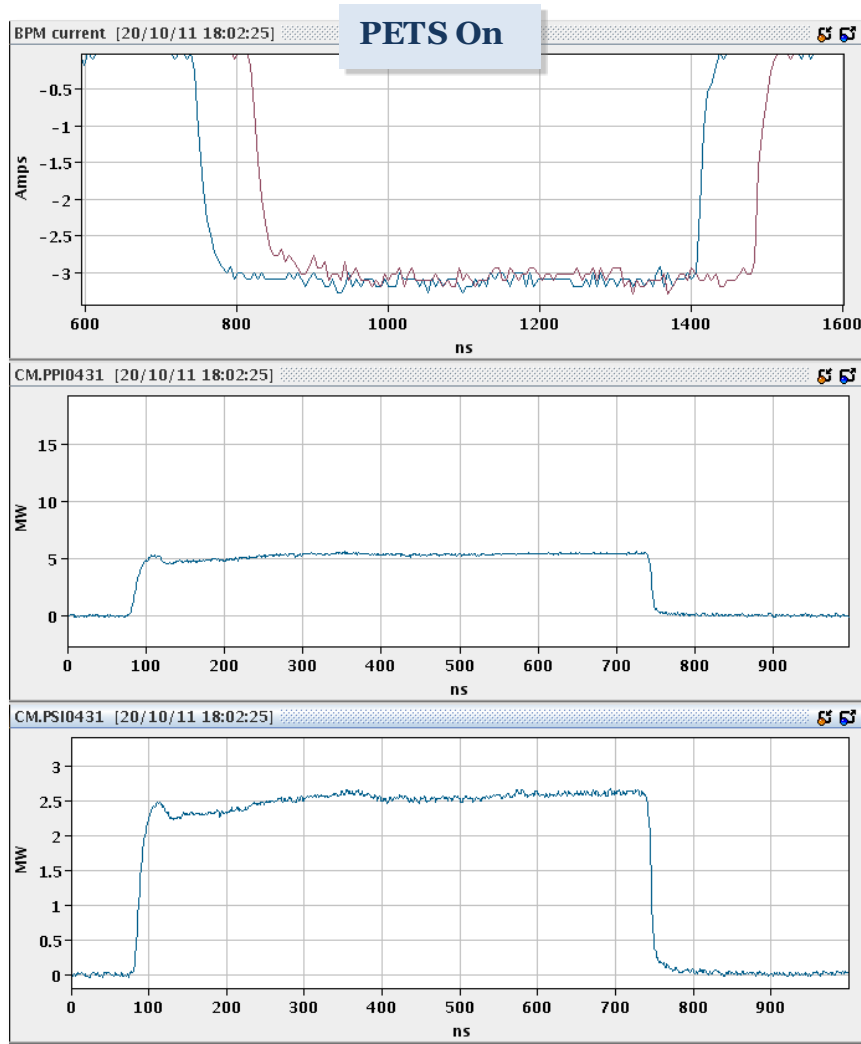 PETS On
BPM current [20/10/11 18:02:25]
-0.5
-1
-1.5
-2
-2.5
-3
Amps
600 800 1000 1200 1400 1600
ns
CM.PPI0431 [20/10/11 18:02:25]
15
10
5
0
MW
0 100 200 300 400 500 600 700 800 900
ns
CM.PSI0431 [20/10/11 18:02:25]
3
2.5
2
1.5
1
0.5
0
MW
0 100 200 300 400 500 600 700 800 900
ns